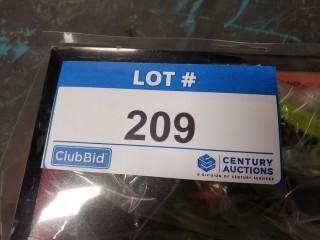 LOT #
209
ClubBid
CENTURY
AUCTIONS
A DIVISION OF CENTURY SERVICES